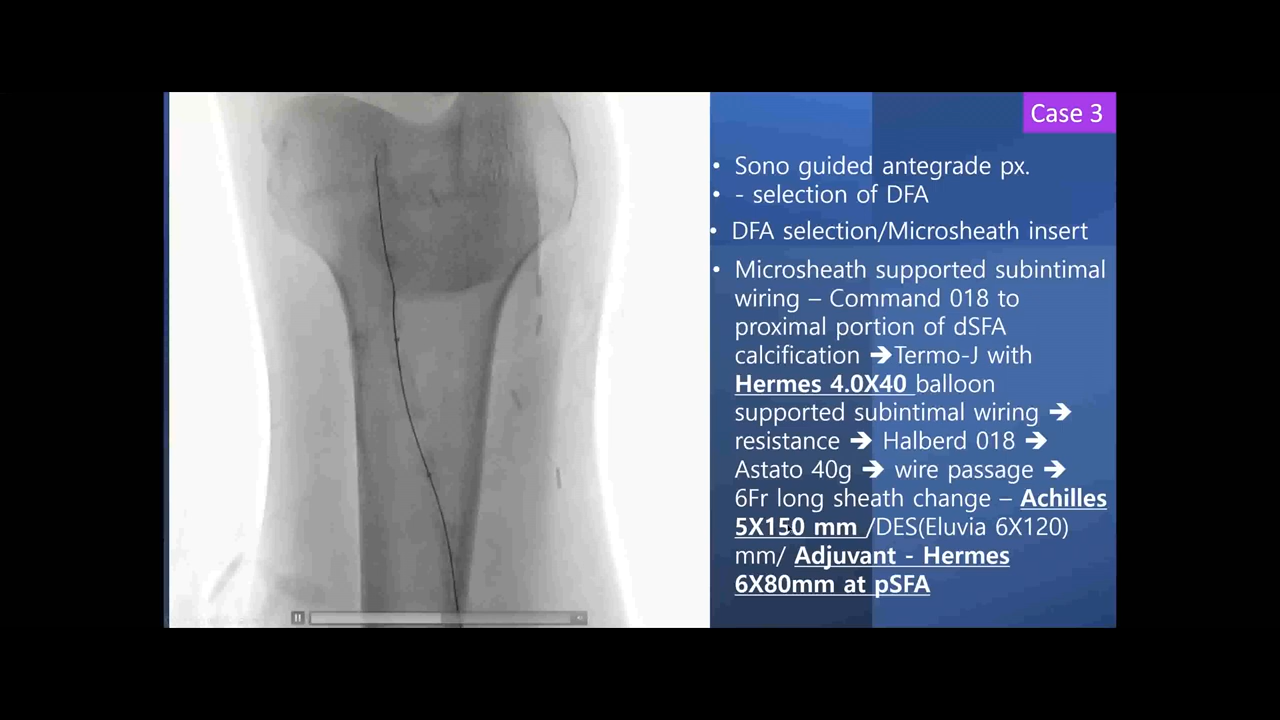 Case 3
• Sono guided antegrade px.
• - selection of DFA
• DFA selection/Microsheath insert
• Microsheath supported subintimal
wiring – Command 018 to
proximal portion of dSFA
calcification ➔Termo-J with
Hermes 4.0X40 balloon
supported subintimal wiring ➔
resistance ➔ Halberd 018 ➔
Astato 40g ➔ wire passage ➔
6Fr long sheath change – Achilles
5X150 mm /DES(Eluvia 6X120)
mm/ Adjuvant - Hermes
6X80mm at pSFA